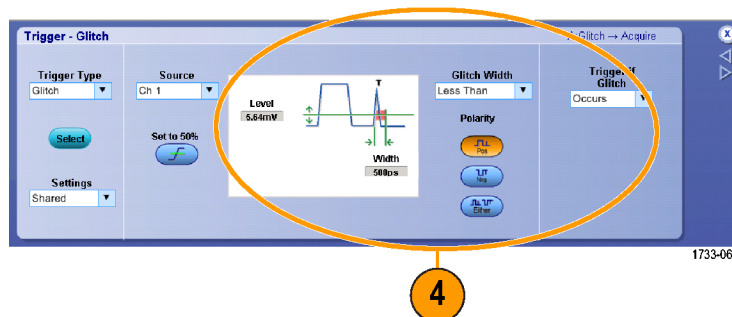 Trigger - Glitch
Glitch → Acquire
X
Trigger Type
Glitch
Select
Settings
Shared
Source
Ch 1
Set to 50%
Level
5.64mV
T
Width
500ps
Glitch Width
Less Than
Polarity
Pos
Neg
Either
Trigger if
Glitch
Occurs
1733-06
4